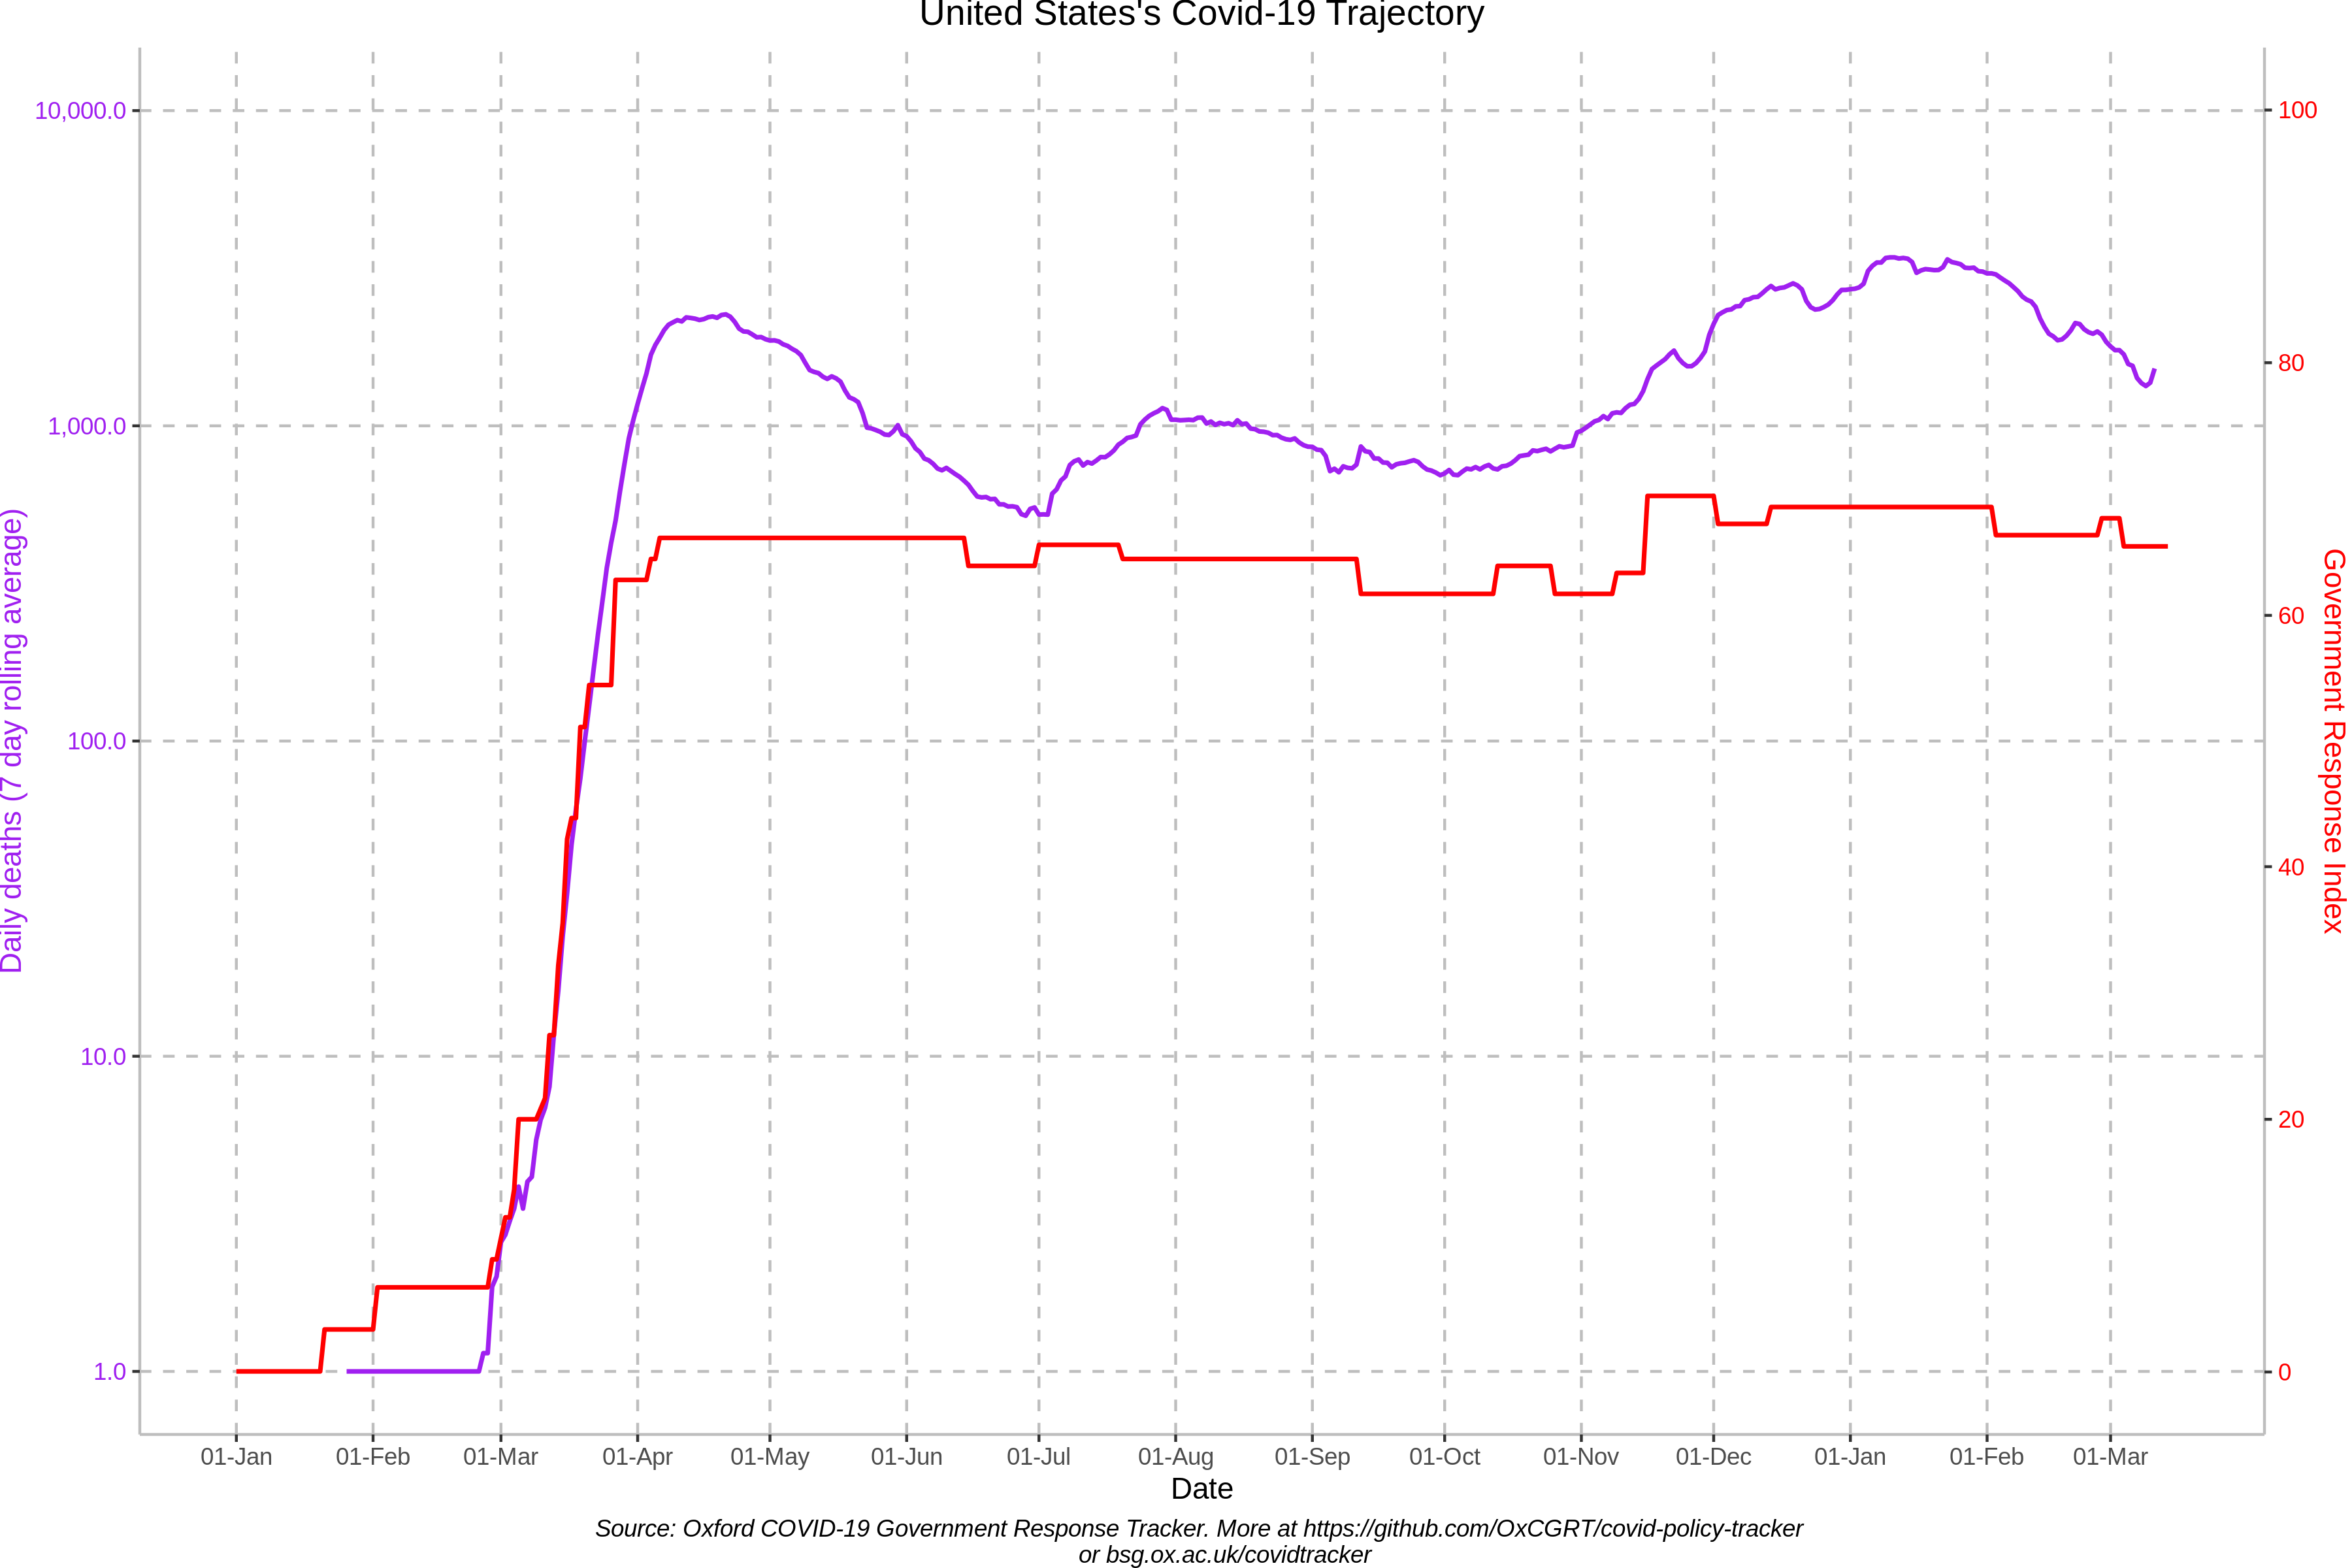 United States's Covid-19 Trajectory
10,000.0
1,000.0
100.0
10.0
1.0
Daily deaths (7 day rolling average)
100
80
60
40
20
0
Government Response Index
01-Jan 01-Feb 01-Mar 01-Apr 01-May 01-Jun 01-Jul 01-Aug 01-Sep 01-Oct 01-Nov 01-Dec 01-Jan 01-Feb 01-Mar
Date
Source: Oxford COVID-19 Government Response Tracker. More at https://github.com/OxCGRT/covid-policy-tracker
or bsg.ox.ac.uk/covidtracker